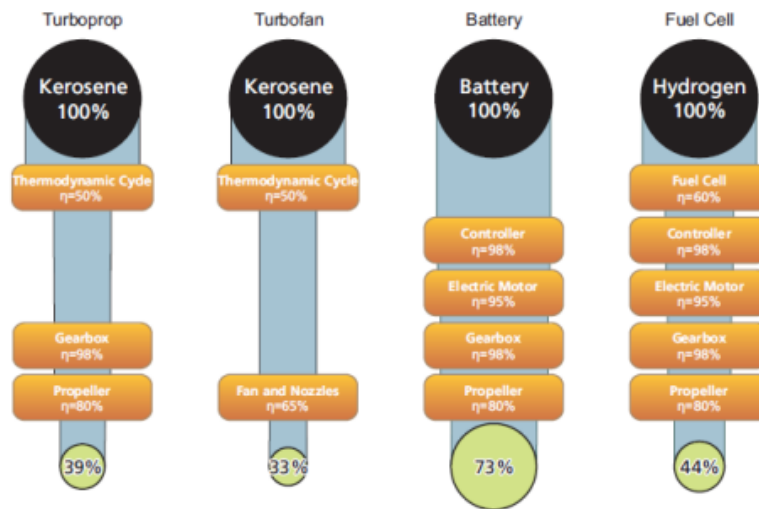 Turboprop
Kerosene
100%
Thermodynamic Cycle
η=50%
Gearbox
η=98%
Propeller
η=80%
39%
Turbofan
Kerosene
100%
Thermodynamic Cycle
η=50%
Fan and Nozzles
η=65%
33%
Battery
Battery
100%
Controller
η=98%
Electric Motor
η=95%
Gearbox
η=98%
Propeller
η=80%
73%
Fuel Cell
Hydrogen
100%
Fuel Cell
η=60%
Controller
η=98%
Electric Motor
η=95%
Gearbox
η=98%
Propeller
η=80%
44%